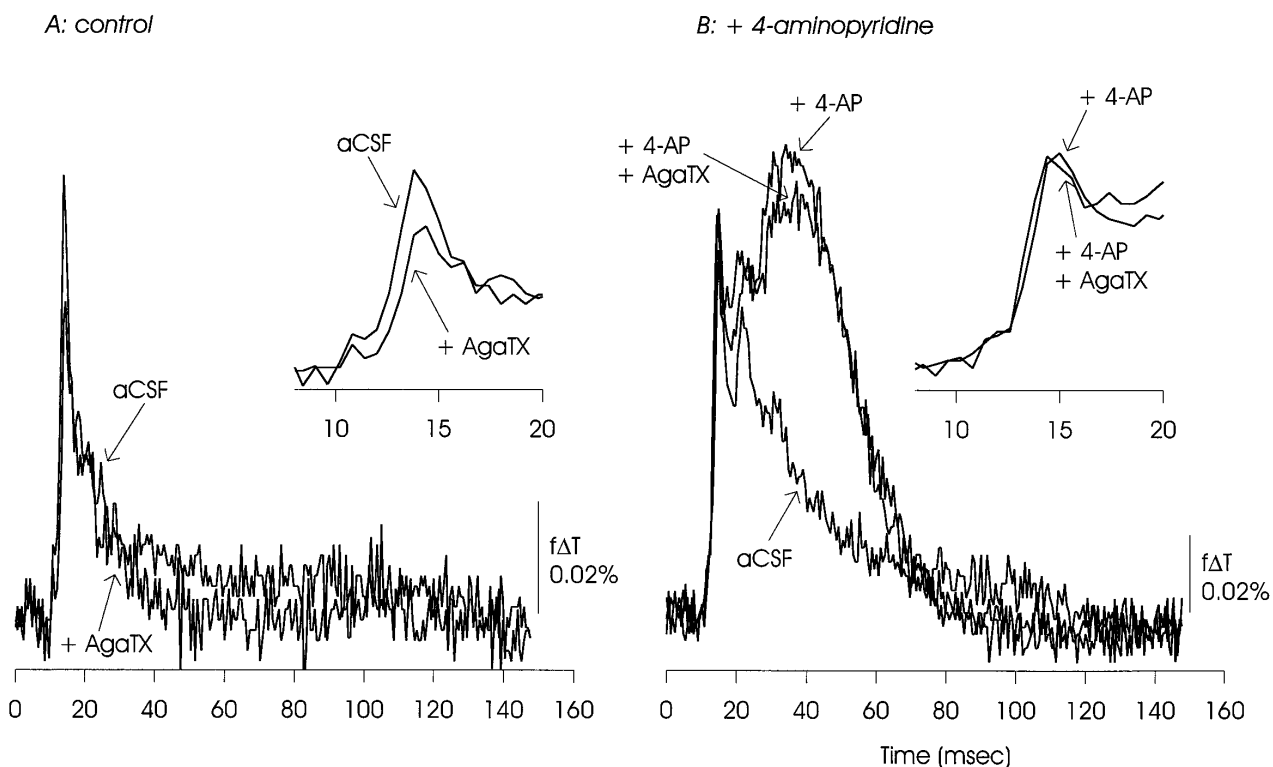 A: control
B: + 4-aminopyridine
aCSF
+ AgaTX
10 15 20
aCSF
+ AgaTX
fΔT
0.02%
0 20 40 60 80 100 120 140 160
+ 4-AP
+ 4-AP
+ AgaTX
+ 4-AP
+ 4-AP
+ AgaTX
10 15 20
aCSF
fΔT
0.02%
0 20 40 60 80 100 120 140 160
Time (msec)